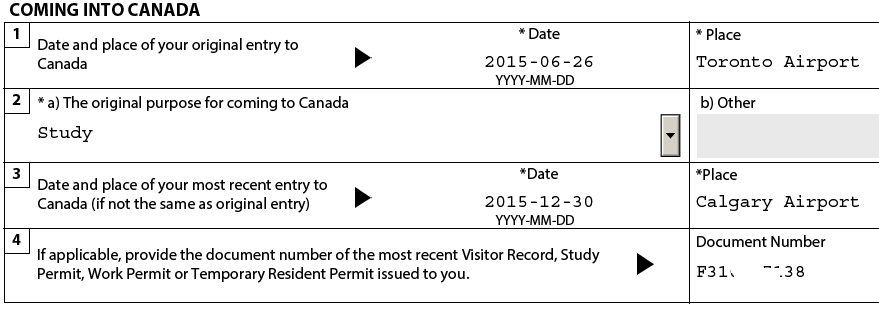 COMING INTO CANADA
1
Date and place of your original entry to
Canada
* Date
2015-06-26
YYYY-MM-DD
* Place
Toronto Airport
2
* a) The original purpose for coming to Canada
Study
b) Other
3
Date and place of your most recent entry to
Canada (if not the same as original entry)
*Date
2015-12-30
YYYY-MM-DD
*Place
Calgary Airport
4
If applicable, provide the document number of the most recent Visitor Record, Study
Permit, Work Permit or Temporary Resident Permit issued to you.
Document Number